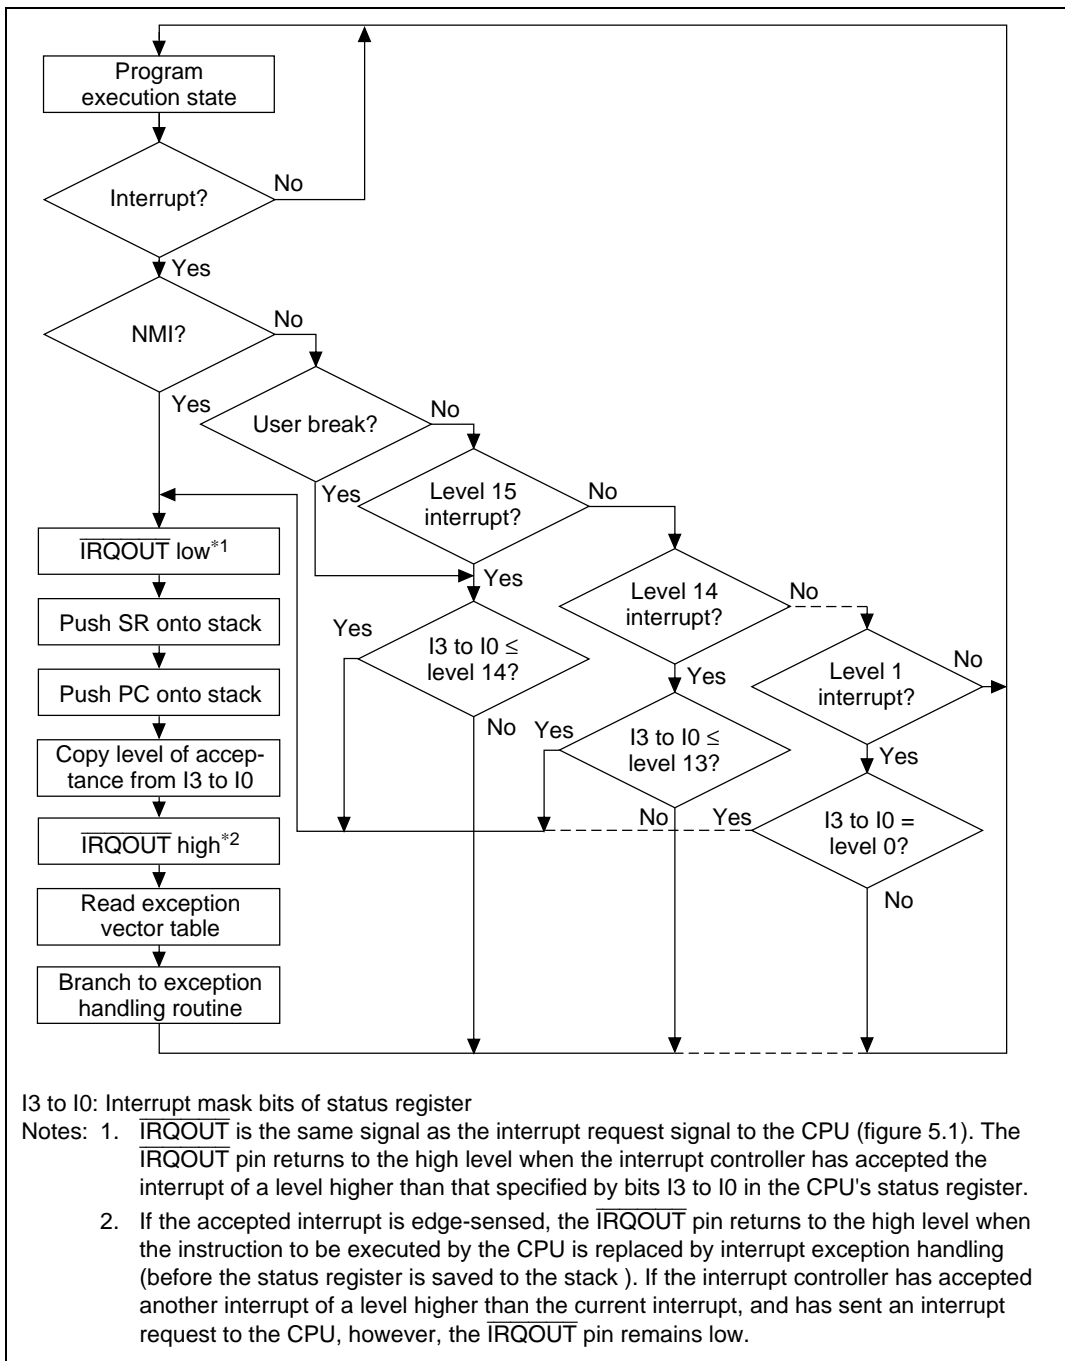 Program
execution state
Interrupt?
No
Yes
NMI?
No
Yes
User break?
No
Yes
Level 15
interrupt?
No
Yes
Level 14
interrupt?
No
Yes
Level 1
interrupt?
No
Yes
I3 to I0 ≤
level 14?
Yes
No
I3 to I0 ≤
level 13?
Yes
No
I3 to I0 =
level 0?
Yes
No
I̅R̅Q̅O̅U̅T̅ low*1
Push SR onto stack
Push PC onto stack
Copy level of accep-
tance from I3 to I0
I̅R̅Q̅O̅U̅T̅ high*2
Read exception
vector table
Branch to exception
handling routine
I3 to I0: Interrupt mask bits of status register
Notes: 1. I̅R̅Q̅O̅U̅T̅ is the same signal as the interrupt request signal to the CPU (figure 5.1). The
I̅R̅Q̅O̅U̅T̅ pin returns to the high level when the interrupt controller has accepted the
interrupt of a level higher than that specified by bits I3 to I0 in the CPU's status register.
2. If the accepted interrupt is edge-sensed, the I̅R̅Q̅O̅U̅T̅ pin returns to the high level when
the instruction to be executed by the CPU is replaced by interrupt exception handling
(before the status register is saved to the stack ). If the interrupt controller has accepted
another interrupt of a level higher than the current interrupt, and has sent an interrupt
request to the CPU, however, the I̅R̅Q̅O̅U̅T̅ pin remains low.